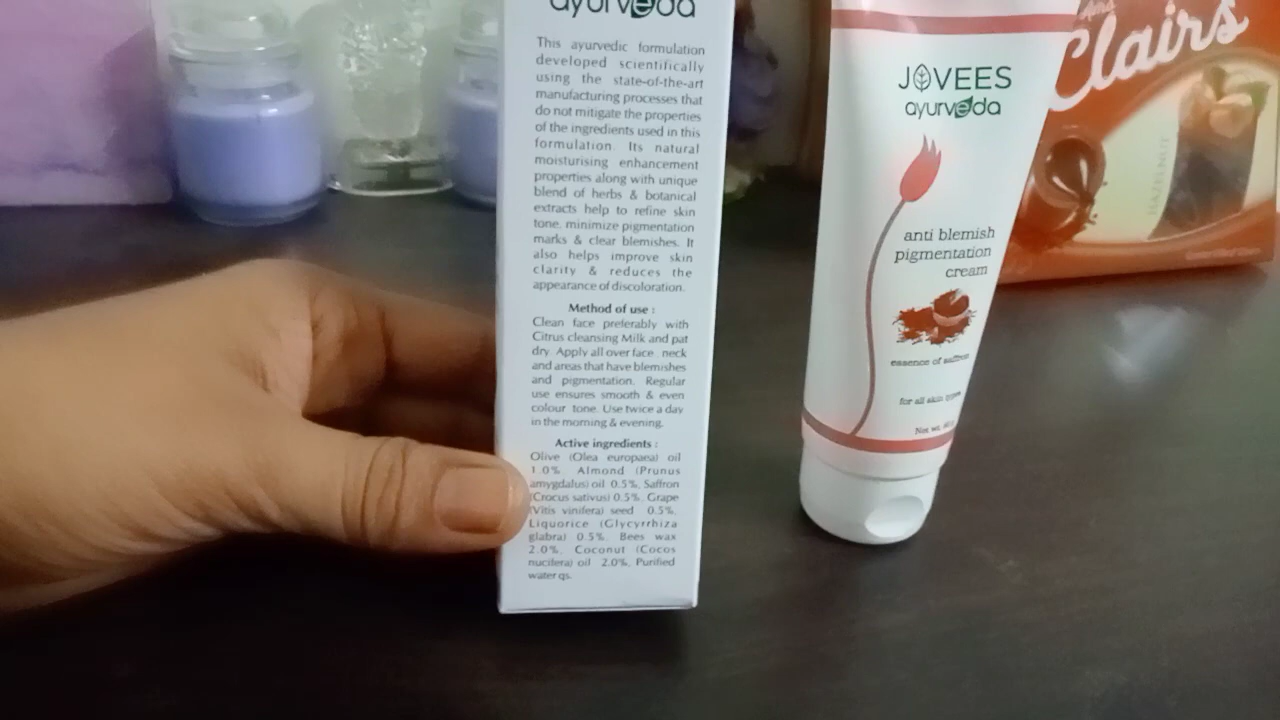 ayurveda
This ayurvedic formulation
developed scientifically
using the state-of-the-art
manufacturing processes that
do not mitigate the properties
of the ingredients used in this
formulation. Its natural
moisturising enhancement
properties along with unique
blend of herbs & botanical
extracts help to refine skin
tone, minimize pigmentation
marks & clear blemishes. It
also helps improve skin
clarity & reduces the
appearance of discoloration.
Method of use :
Clean face preferably with
Citrus cleansing Milk and pat
dry. Apply all over face, neck
and areas that have blemishes
and pigmentation. Regular
use ensures smooth & even
colour tone. Use twice a day
in the morning & evening.
Active ingredients :
Olive (Olea europaea) oil
1.0%, Almond (Prunus
amygdalus) oil 0.5%, Saffron
(Crocus sativus) 0.5%, Grape
(Vitis vinifera) seed 0.5%,
Liquorice (Glycyrrhiza
glabra) 0.5%, Bees wax
2.0%, Coconut (Cocos
nucifera) oil 2.0%, Purified
water qs.
JOVEES
ayurveda
anti blemish
pigmentation
cream
essence of saffron
for all skin types
Net wt.
Clairs
HAZELNUT